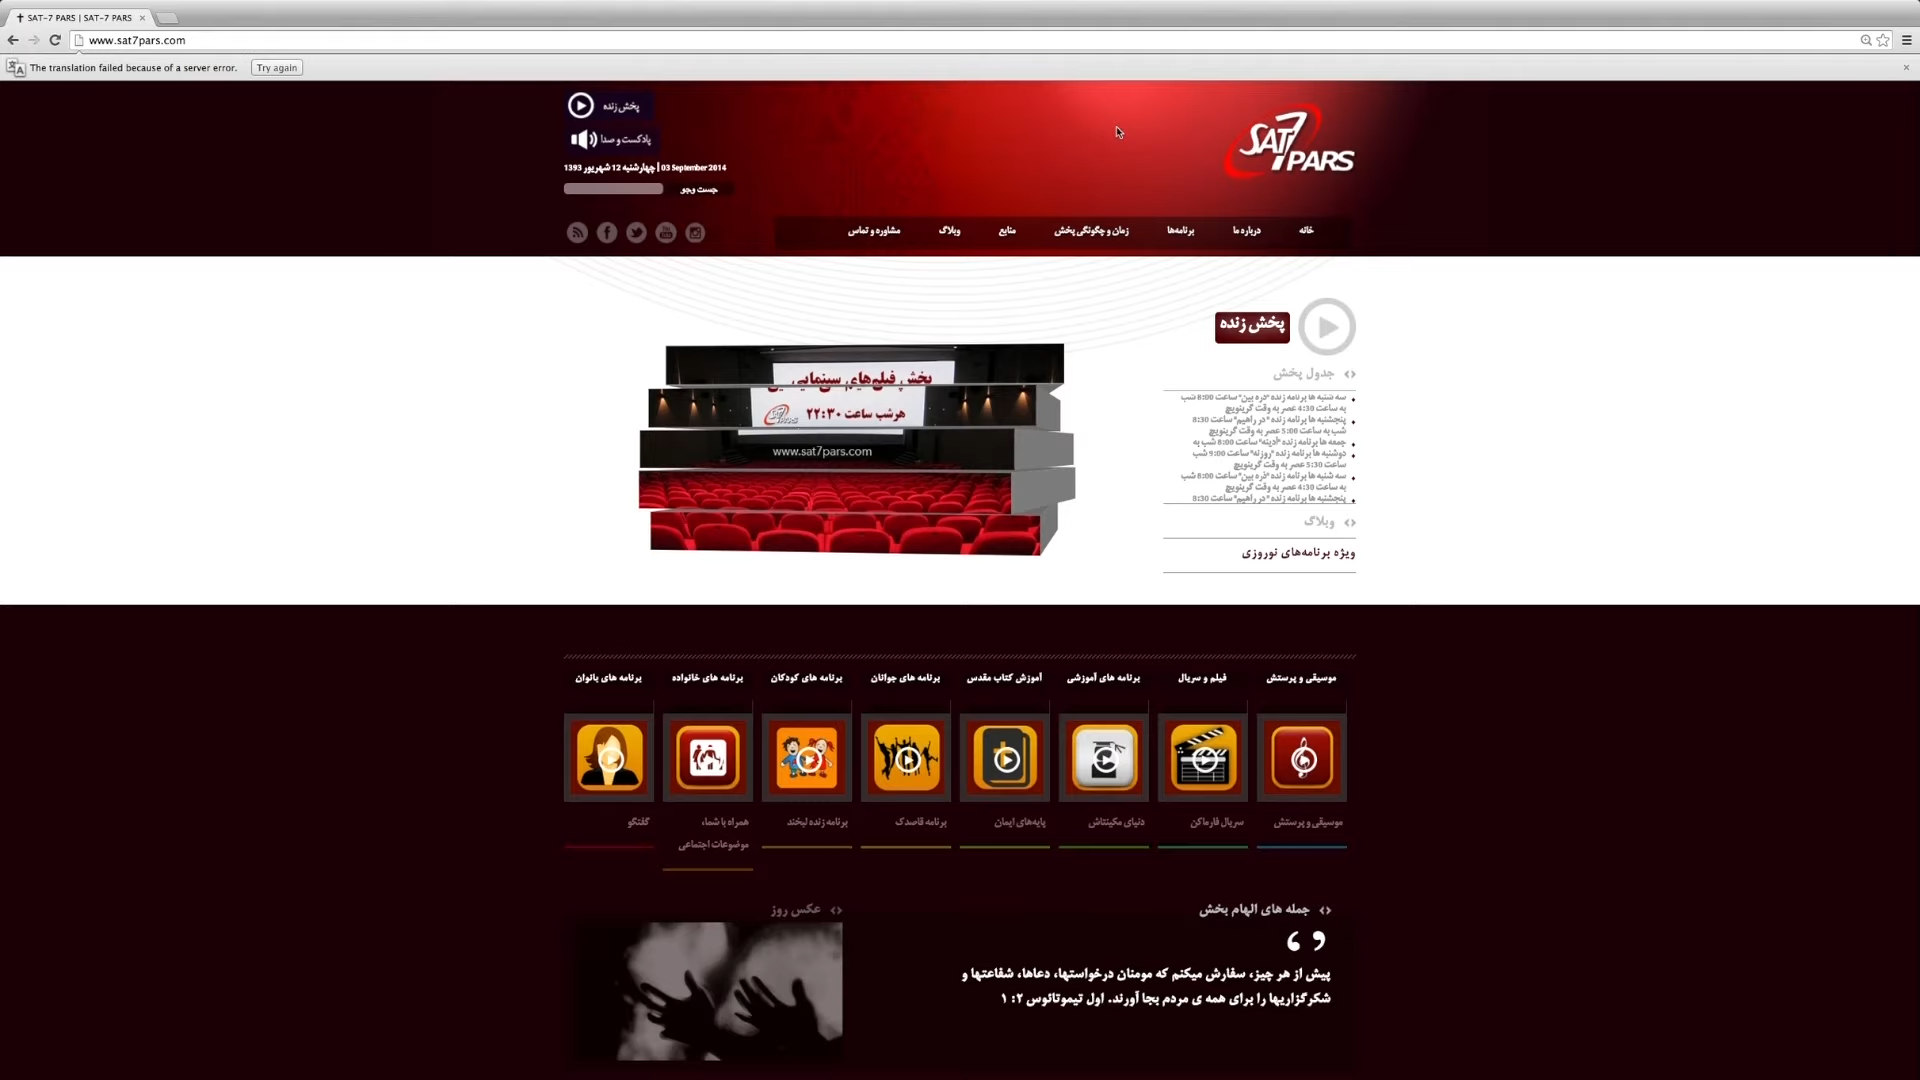 SAT-7 PARS | SAT-7 PARS
www.sat7pars.com
The translation failed because of a server error.
Try again
پخش زنده
پادکست و صدا
چهارشنبه 12 شهریور 1393 | 03 September 2014
جست وجو
SAT7 PARS
خانه
درباره ما
برنامه‌ها
زمان و چگونگی پخش
منابع
وبلاگ
مشاوره و تماس
پخش زنده
پخش فیلم‌های سینمایی
هرشب ساعت ۲۲:۳۰
www.sat7pars.com
جدول پخش
سه شنبه ها برنامه زنده "ذره بین" ساعت 8:00 شب
به ساعت 4:30 عصر به وقت گرینویچ
پنجشنبه ها برنامه زنده "در راهیم" ساعت 8:30
شب به ساعت 5:00 عصر به وقت گرینویچ
جمعه ها برنامه زنده "آدینه" ساعت 8:00 شب به
دوشنبه ها برنامه زنده "روزنه" ساعت 9:00 شب
ساعت 5:30 عصر به وقت گرینویچ
سه شنبه ها برنامه زنده "ذره بین" ساعت 8:00 شب
به ساعت 4:30 عصر به وقت گرینویچ
پنجشنبه ها برنامه زنده "در راهیم" ساعت 8:30
وبلاگ
ویژه برنامه‌های نوروزی
موسیقی و پرستش
فیلم و سریال
برنامه های آموزشی
آموزش کتاب مقدس
برنامه های جوانان
برنامه های کودکان
برنامه های خانواده
برنامه های بانوان
موسیقی و پرستش
سریال فارماکن
دنیای مکینتاش
پایه‌های ایمان
برنامه قاصدک
برنامه زنده لبخند
همراه با شما،
موضوعات اجتماعی
گفتگو
جمله های الهام بخش
عکس روز
پیش از هر چیز، سفارش میکنم که مومنان درخواستها، دعاها، شفاعتها و
شکرگزاریها را برای همه ی مردم بجا آورند. اول تیموتائوس ۲: ۱